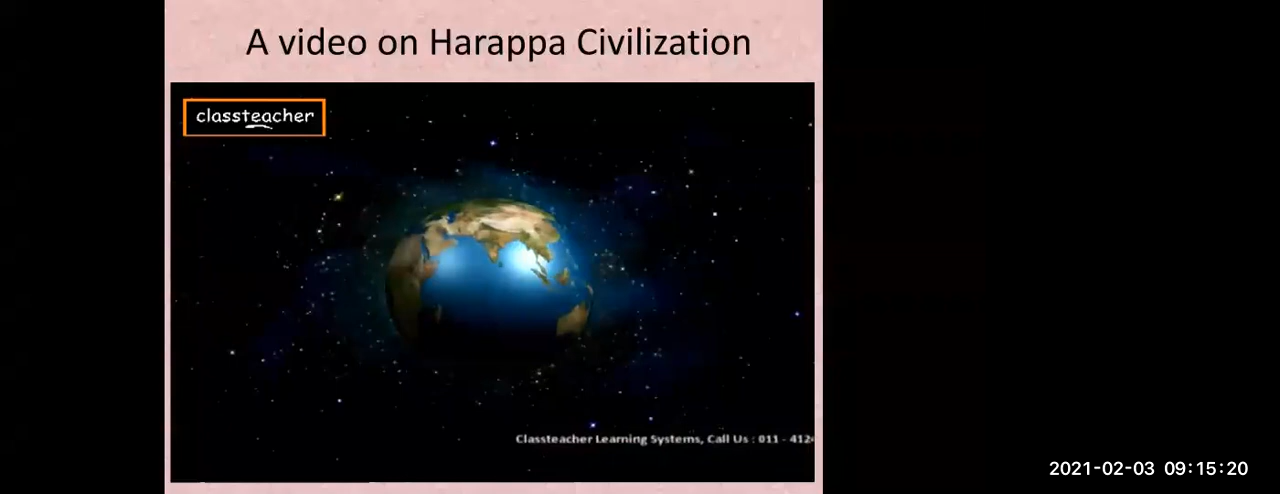 A video on Harappa Civilization
classteacher
Classteacher Learning Systems, Call Us : 011 - 412
2021-02-03 09:15:20